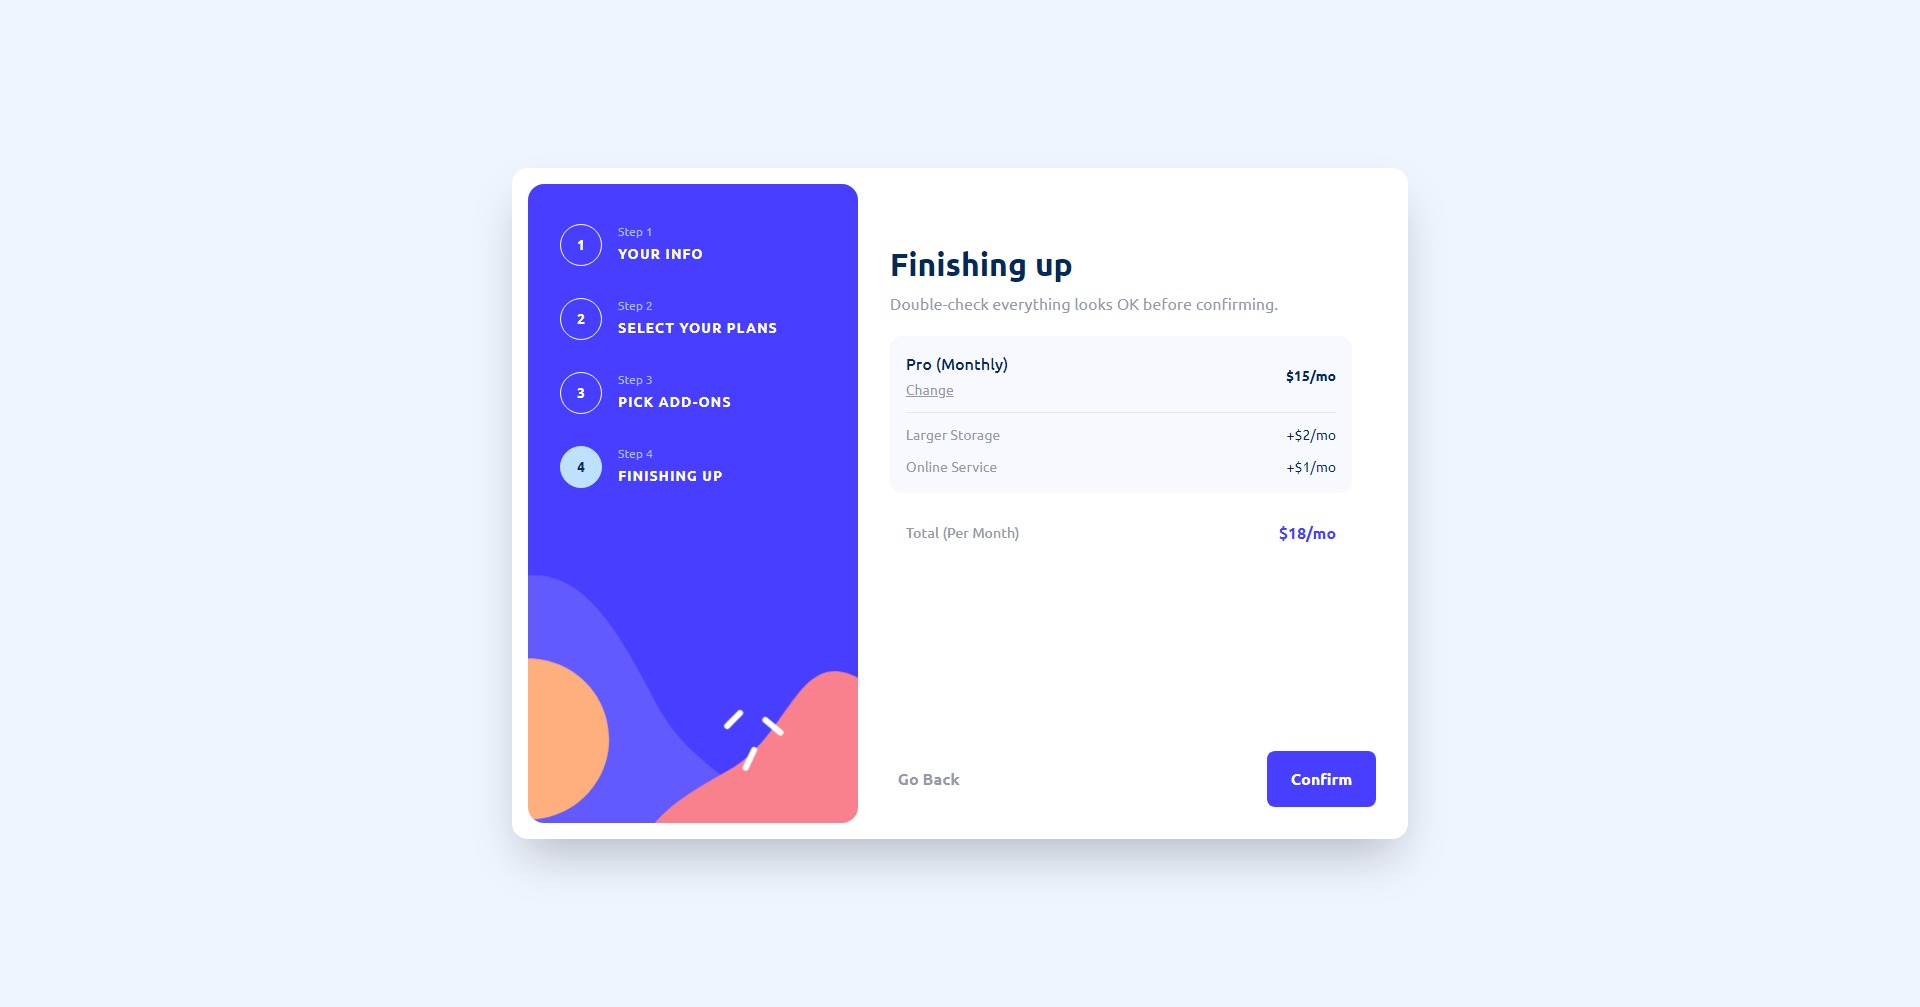 1
Step 1
YOUR INFO
2
Step 2
SELECT YOUR PLANS
3
Step 3
PICK ADD-ONS
4
Step 4
FINISHING UP
Finishing up
Double-check everything looks OK before confirming.
Pro (Monthly)
Change
$15/mo
Larger Storage +$2/mo
Online Service +$1/mo
Total (Per Month) $18/mo
Go Back
Confirm